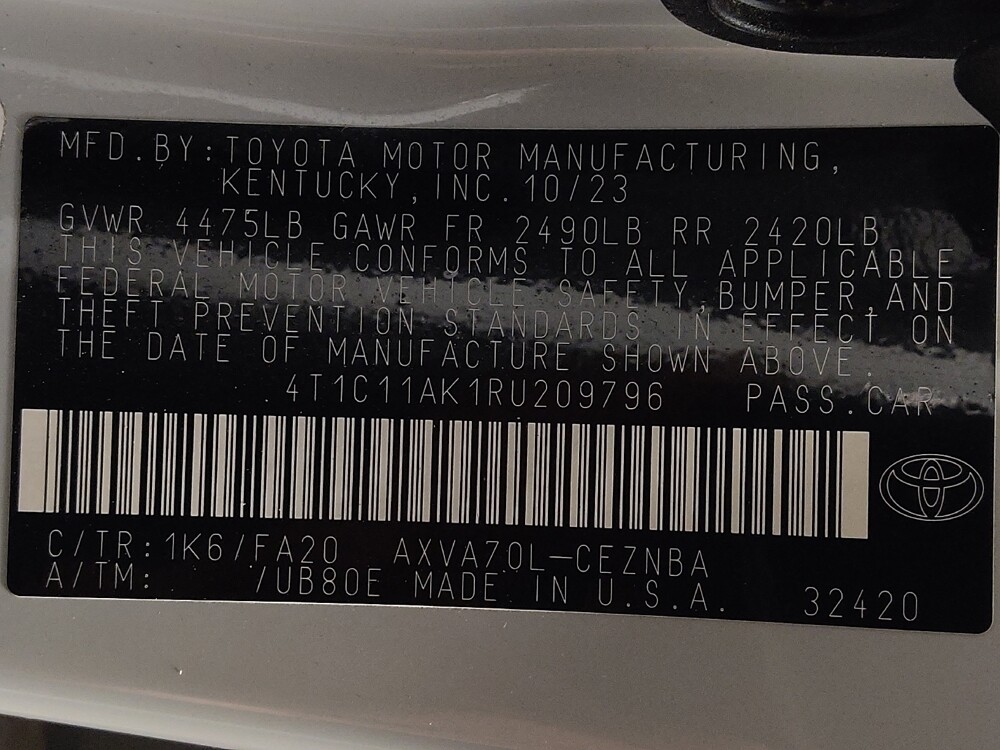 MFD.BY:TOYOTA MOTOR MANUFACTURING,
KENTUCKY,INC.10/23
GVWR 4475LB GAWR FR 2490LB RR 2420LB
THIS VEHICLE CONFORMS TO ALL APPLICABLE
FEDERAL MOTOR VEHICLE SAFETY,BUMPER,AND
THEFT PREVENTION STANDARDS IN EFFECT ON
THE DATE OF MANUFACTURE SHOWN ABOVE.
4T1C11AK1RU209796 PASS.CAR
C/TR:1K6/FA20 AXVA70L-CEZNBA
A/TM: /UB80E MADE IN U.S.A. 32420